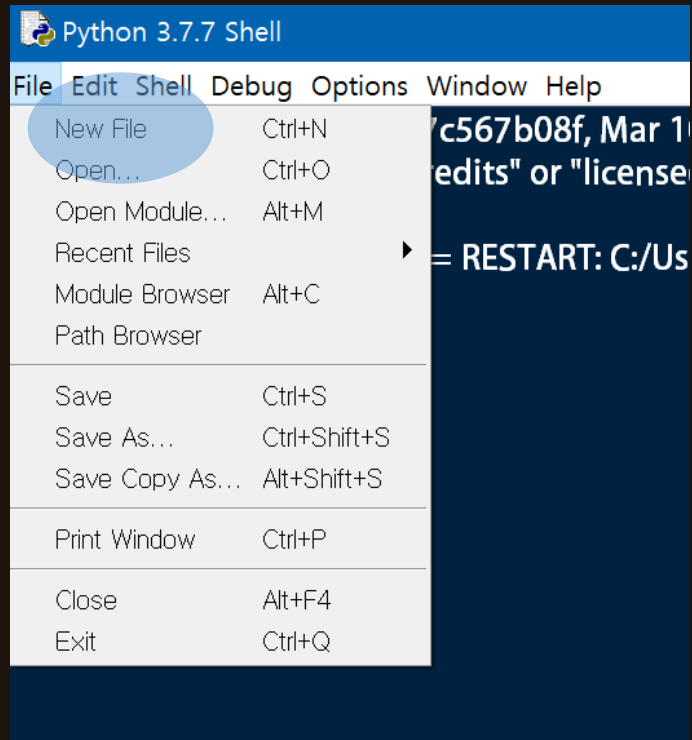 Python 3.7.7 Shell
File Edit Shell Debug Options Window Help
New File Ctrl+N
Open... Ctrl+O
Open Module... Alt+M
Recent Files
Module Browser Alt+C
Path Browser
Save Ctrl+S
Save As... Ctrl+Shift+S
Save Copy As... Alt+Shift+S
Print Window Ctrl+P
Close Alt+F4
Exit Ctrl+Q
7c567b08f, Mar 1
edits" or "license
= RESTART: C:/Us